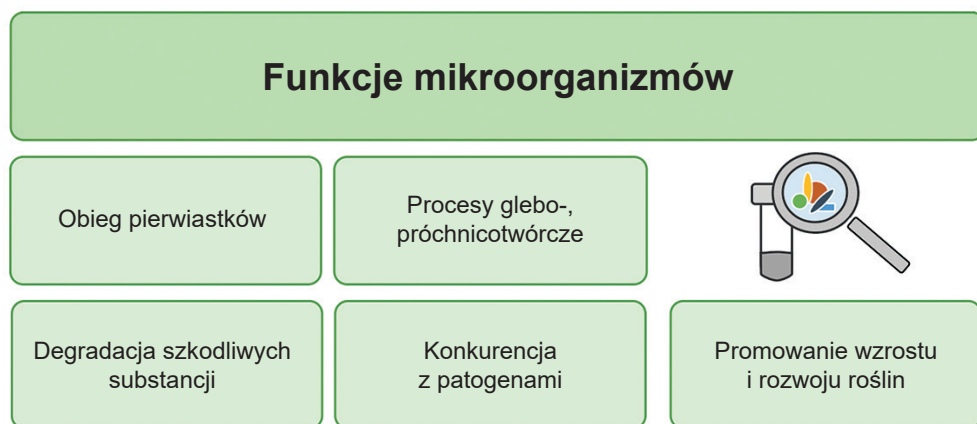 Funkcje mikroorganizmów
Obieg pierwiastków
Procesy glebo-,
próchnicotwórcze
Degradacja szkodliwych
substancji
Konkurencja
z patogenami
Promowanie wzrostu
i rozwoju roślin